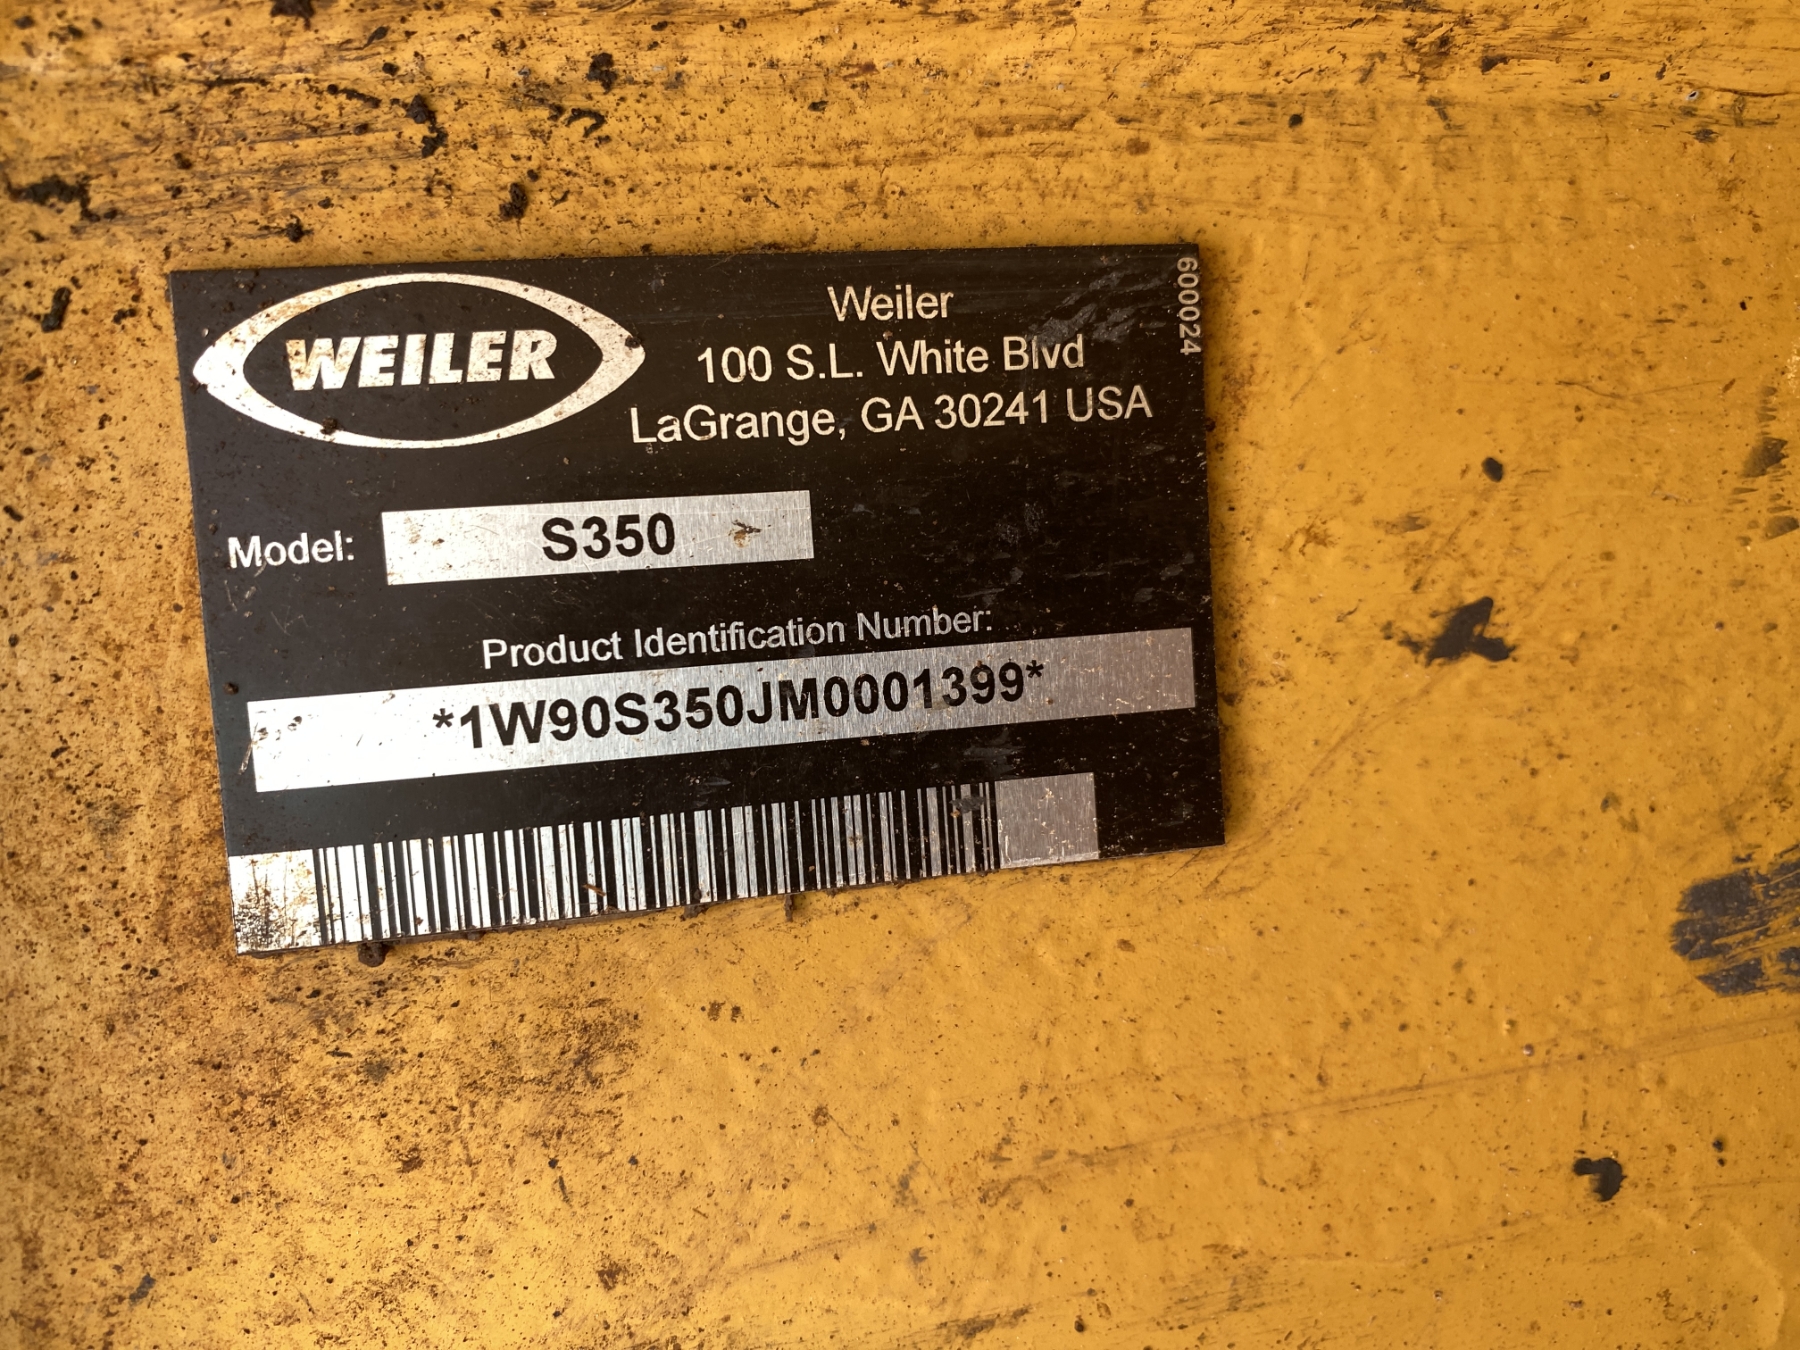 WEILER
Weiler
100 S.L. White Blvd
LaGrange, GA 30241 USA
600024
Model: S350
Product Identification Number:
*1W90S350JM0001399*